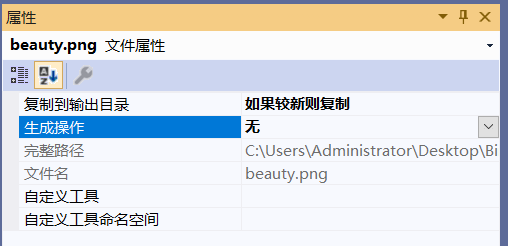 属性
beauty.png 文件属性
复制到输出目录 如果较新则复制
生成操作 无
完整路径 C:\Users\Administrator\Desktop\Bi
文件名 beauty.png
自定义工具
自定义工具命名空间